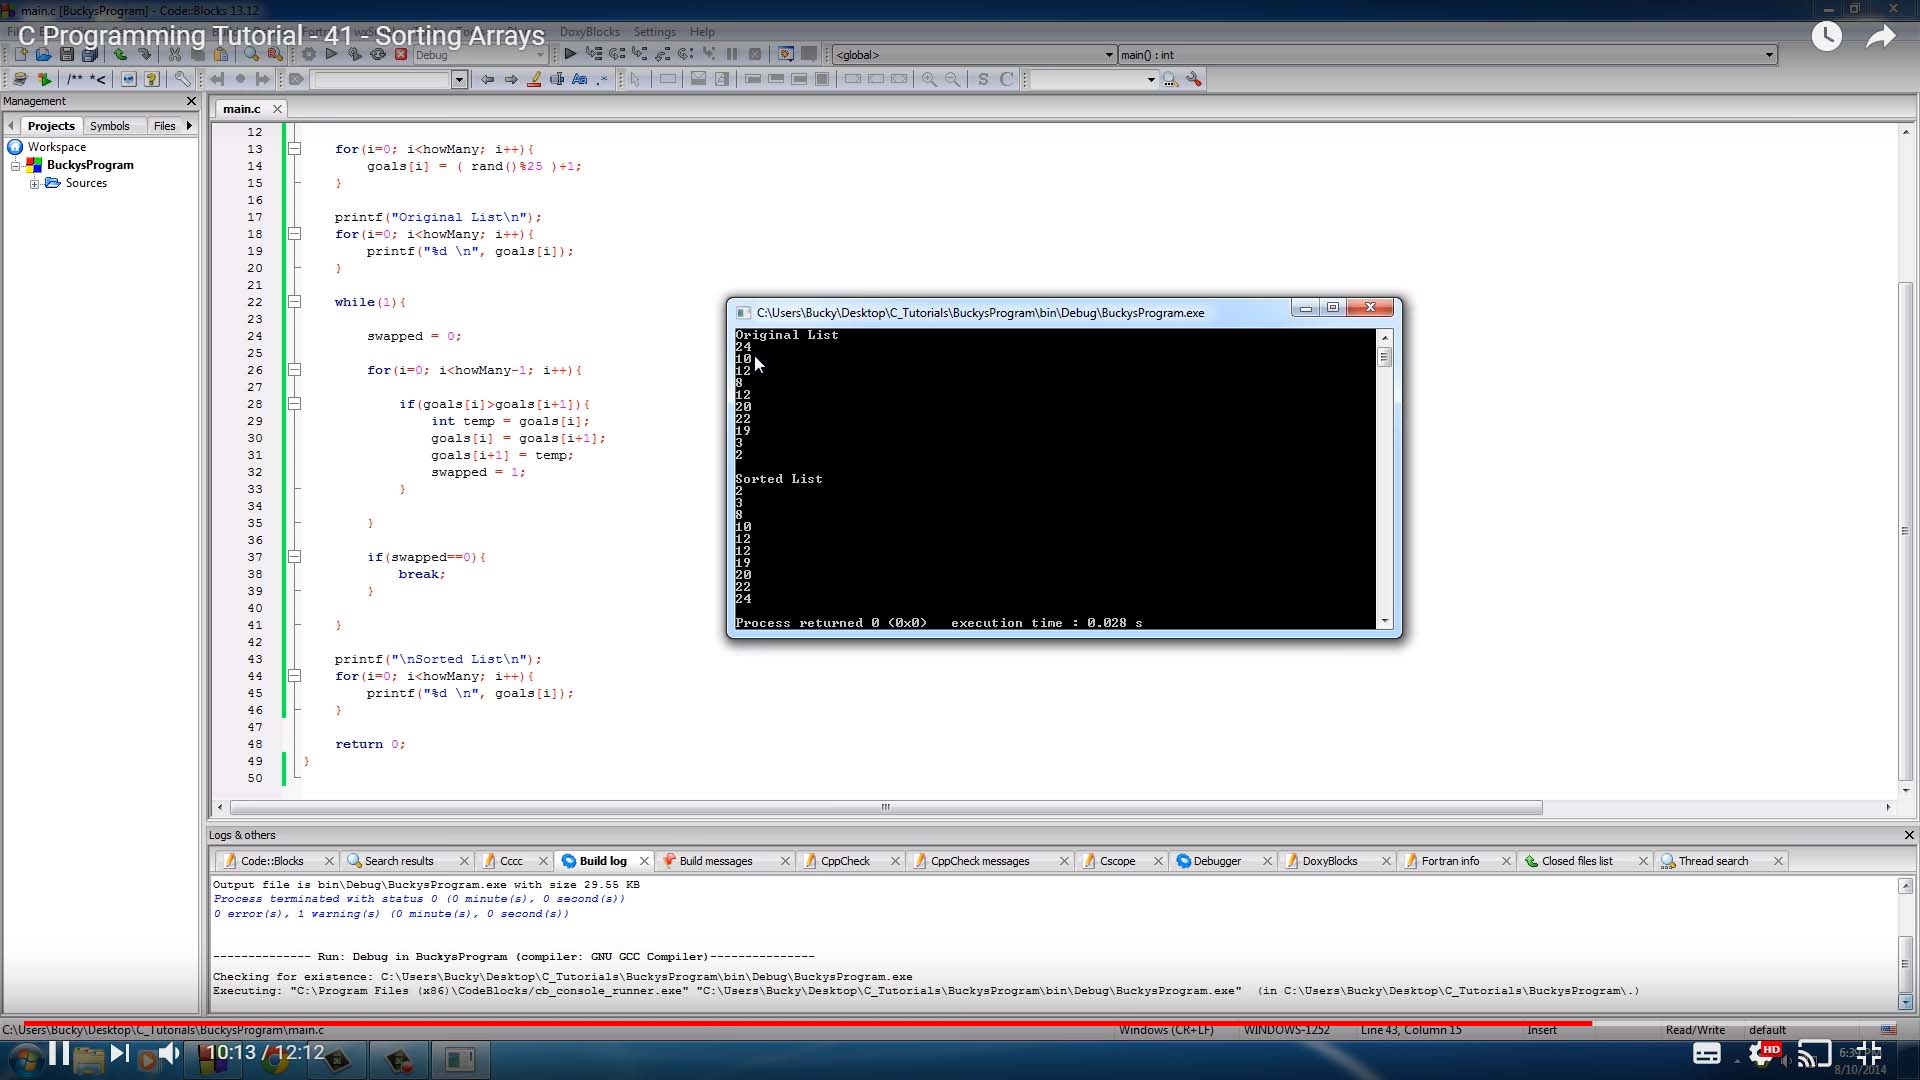 main.c [BuckysProgram] - Code::Blocks 13.12
C Programming Tutorial - 41 - Sorting Arrays
DoxyBlocks Settings Help
Debug
<global>
main() : int
/** *<
Aa .*
S C
Management
Projects Symbols Files
Workspace
BuckysProgram
Sources
main.c
12
13 for(i=0; i<howMany; i++){
14 goals[i] = ( rand()%25 )+1;
15 }
16
17 printf("Original List\n");
18 for(i=0; i<howMany; i++){
19 printf("%d \n", goals[i]);
20 }
21
22 while(1){
23
24 swapped = 0;
25
26 for(i=0; i<howMany-1; i++){
27
28 if(goals[i]>goals[i+1]){
29 int temp = goals[i];
30 goals[i] = goals[i+1];
31 goals[i+1] = temp;
32 swapped = 1;
33 }
34
35 }
36
37 if(swapped==0){
38 break;
39 }
40
41 }
42
43 printf("\nSorted List\n");
44 for(i=0; i<howMany; i++){
45 printf("%d \n", goals[i]);
46 }
47
48 return 0;
49 }
50
C:\Users\Bucky\Desktop\C_Tutorials\BuckysProgram\bin\Debug\BuckysProgram.exe
Original List
24
10
12
8
12
20
22
19
3
2
Sorted List
2
3
8
10
12
12
19
20
22
24
Process returned 0 (0x0) execution time : 0.028 s
Logs & others
Code::Blocks Search results Cccc Build log Build messages CppCheck CppCheck messages Cscope Debugger DoxyBlocks Fortran info Closed files list Thread search
Output file is bin\Debug\BuckysProgram.exe with size 29.55 KB
Process terminated with status 0 (0 minute(s), 0 second(s))
0 error(s), 1 warning(s) (0 minute(s), 0 second(s))
-------------- Run: Debug in BuckysProgram (compiler: GNU GCC Compiler)---------------
Checking for existence: C:\Users\Bucky\Desktop\C_Tutorials\BuckysProgram\bin\Debug\BuckysProgram.exe
Executing: "C:\Program Files (x86)\CodeBlocks/cb_console_runner.exe" "C:\Users\Bucky\Desktop\C_Tutorials\BuckysProgram\bin\Debug\BuckysProgram.exe" (in C:\Users\Bucky\Desktop\C_Tutorials\BuckysProgram\.)
C:\Users\Bucky\Desktop\C_Tutorials\BuckysProgram\main.c
Windows (CR+LF) WINDOWS-1252 Line 43, Column 15 Insert Read/Write default
10:13 / 12:12
HD
8/10/2014